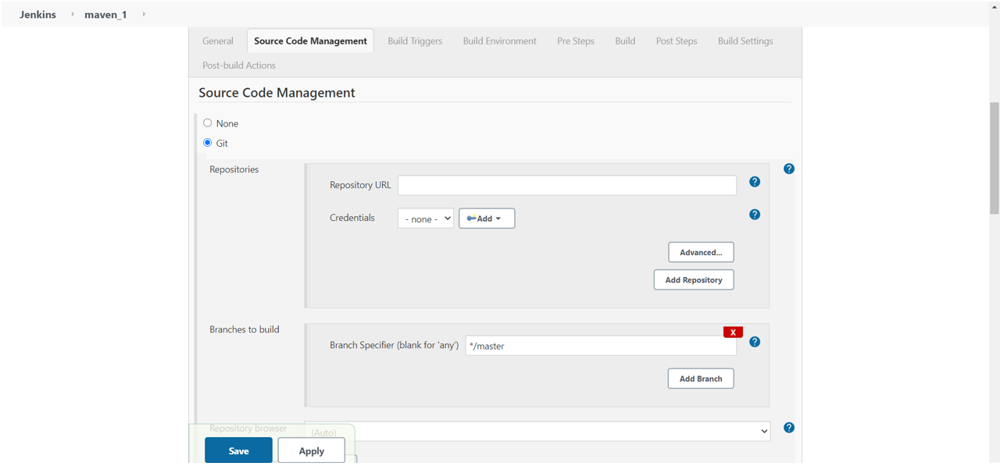 Jenkins maven_1
General Source Code Management Build Triggers Build Environment Pre Steps Build Post Steps Build Settings
Post-build Actions
Source Code Management
None
Git
Repositories
?
Repository URL
?
Credentials - none - Add
?
Advanced...
Add Repository
Branches to build
X
Branch Specifier (blank for 'any') */master
?
Add Branch
Repository browser (Auto)
?
Save Apply